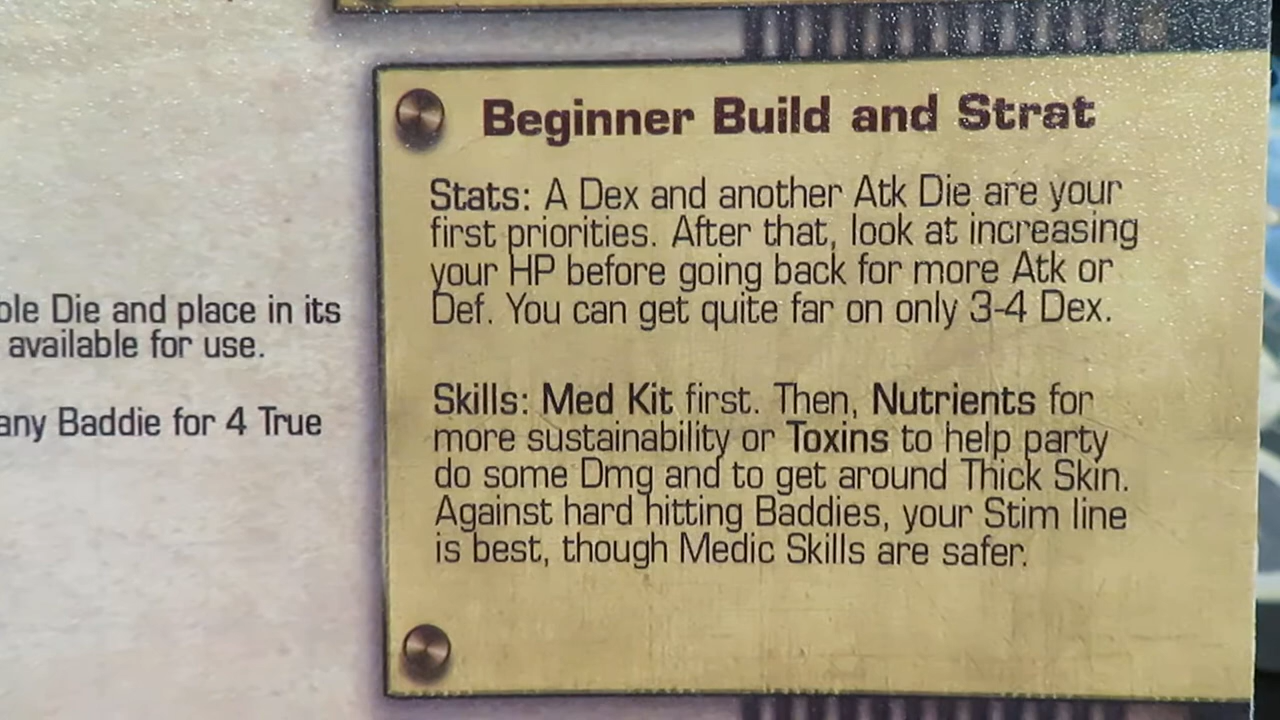 Beginner Build and Strat
Stats: A Dex and another Atk Die are your
first priorities. After that, look at increasing
your HP before going back for more Atk or
Def. You can get quite far on only 3-4 Dex.
Skills: Med Kit first. Then, Nutrients for
more sustainability or Toxins to help party
do some Dmg and to get around Thick Skin.
Against hard hitting Baddies, your Stim line
is best, though Medic Skills are safer.
Die and place in its
available for use.
any Baddie for 4 True